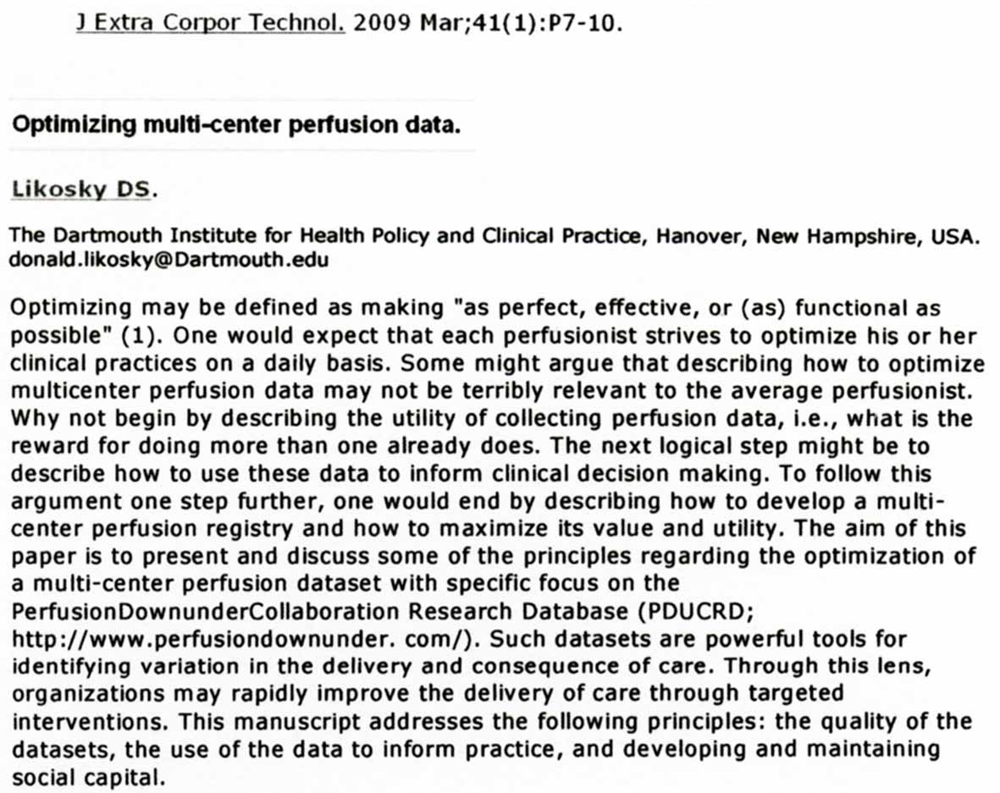 J Extra Corpor Technol. 2009 Mar;41(1):P7-10.
Optimizing multi-center perfusion data.
Likosky DS.
The Dartmouth Institute for Health Policy and Clinical Practice, Hanover, New Hampshire, USA.
donald.likosky@Dartmouth.edu
Optimizing may be defined as making "as perfect, effective, or (as) functional as
possible" (1). One would expect that each perfusionist strives to optimize his or her
clinical practices on a daily basis. Some might argue that describing how to optimize
multicenter perfusion data may not be terribly relevant to the average perfusionist.
Why not begin by describing the utility of collecting perfusion data, i.e., what is the
reward for doing more than one already does. The next logical step might be to
describe how to use these data to inform clinical decision making. To follow this
argument one step further, one would end by describing how to develop a multi-
center perfusion registry and how to maximize its value and utility. The aim of this
paper is to present and discuss some of the principles regarding the optimization of
a multi-center perfusion dataset with specific focus on the
PerfusionDownunderCollaboration Research Database (PDUCRD;
http://www.perfusiondownunder. com/). Such datasets are powerful tools for
identifying variation in the delivery and consequence of care. Through this lens,
organizations may rapidly improve the delivery of care through targeted
interventions. This manuscript addresses the following principles: the quality of the
datasets, the use of the data to inform practice, and developing and maintaining
social capital.